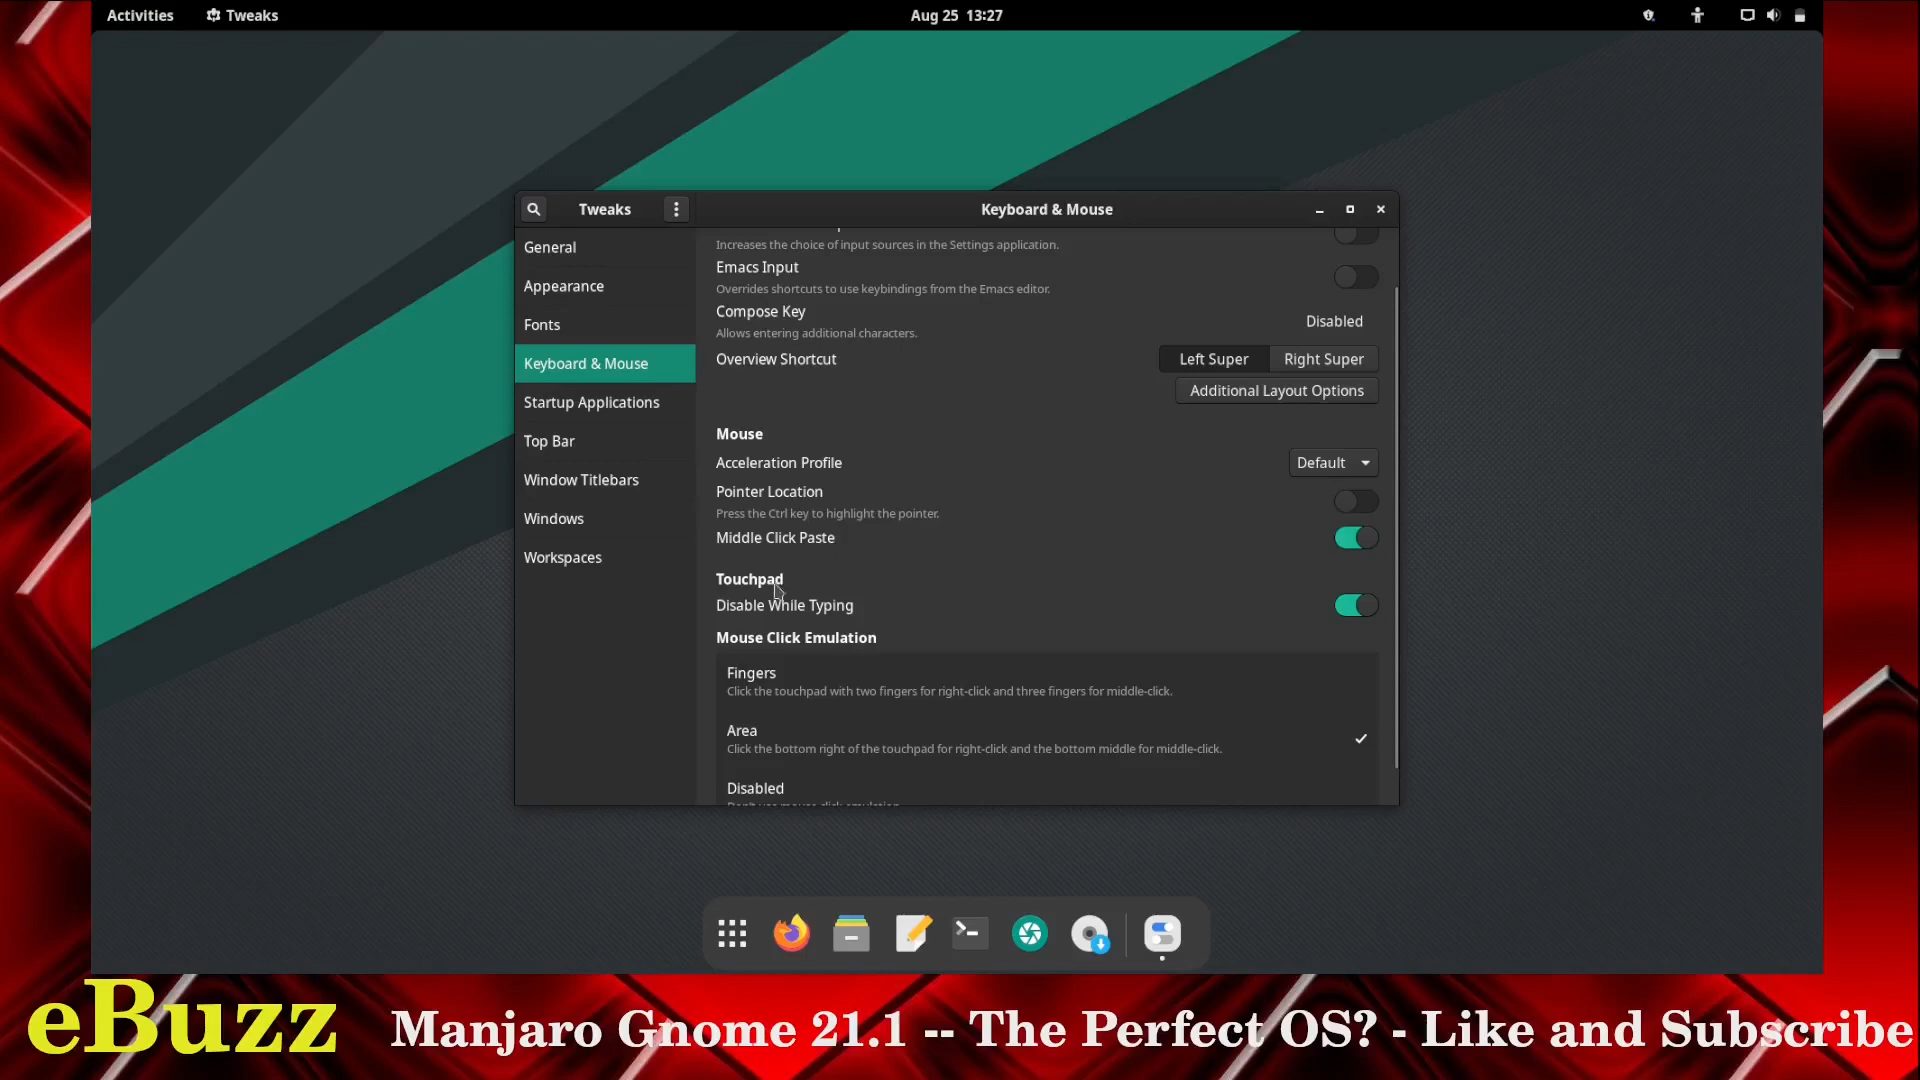 Activities Tweaks Aug 25 13:27
Tweaks Keyboard & Mouse
General
Appearance
Fonts
Keyboard & Mouse
Startup Applications
Top Bar
Window Titlebars
Windows
Workspaces
Increases the choice of input sources in the Settings application.
Emacs Input
Overrides shortcuts to use keybindings from the Emacs editor.
Compose Key
Allows entering additional characters.
Disabled
Overview Shortcut Left Super Right Super
Additional Layout Options
Mouse
Acceleration Profile Default
Pointer Location
Press the Ctrl key to highlight the pointer.
Middle Click Paste
Touchpad
Disable While Typing
Mouse Click Emulation
Fingers
Click the touchpad with two fingers for right-click and three fingers for middle-click.
Area
Click the bottom right of the touchpad for right-click and the bottom middle for middle-click.
Disabled
eBuzz Manjaro Gnome 21.1 -- The Perfect OS? - Like and Subscribe